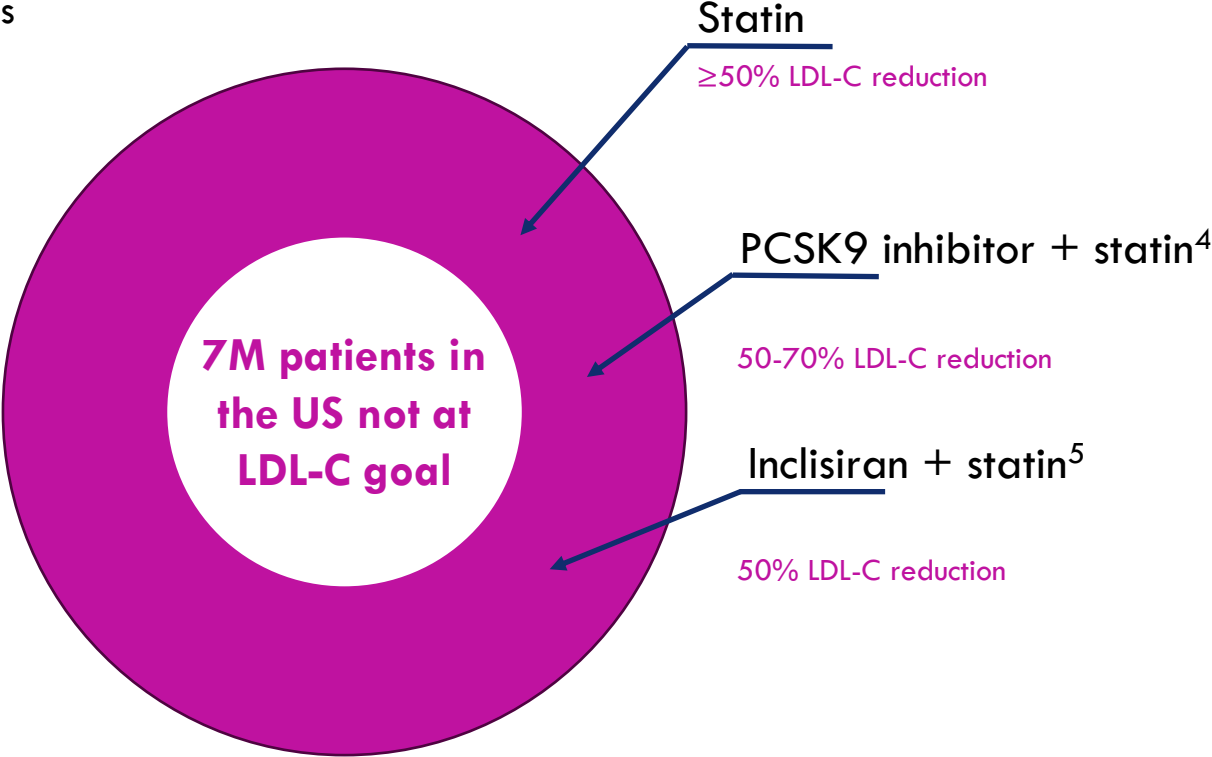 s
Statin
≥50% LDL-C reduction
PCSK9 inhibitor + statin⁴
50-70% LDL-C reduction
7M patients in
the US not at
LDL-C goal
Inclisiran + statin⁵
50% LDL-C reduction